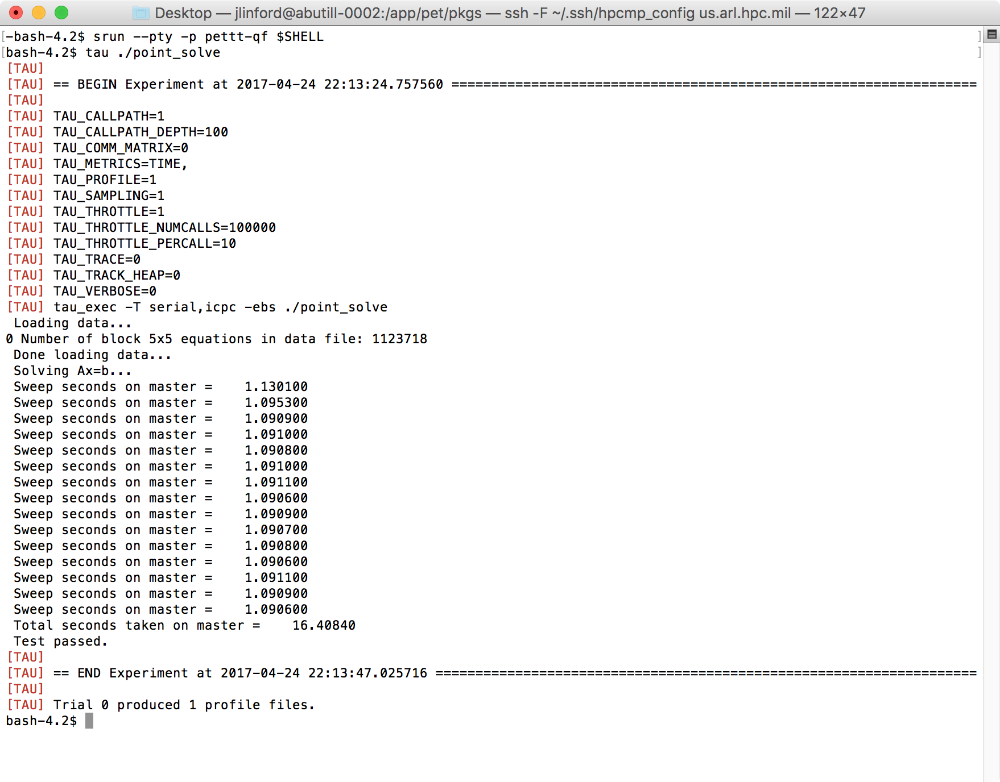 Desktop — jlinford@abutill-0002:/app/pet/pkgs — ssh -F ~/.ssh/hpcmp_config us.arl.hpc.mil — 122×47
[-bash-4.2$ srun --pty -p pettt-qf $SHELL ]
[bash-4.2$ tau ./point_solve ]
[TAU]
[TAU] == BEGIN Experiment at 2017-04-24 22:13:24.757560 ==================================================================
[TAU]
[TAU] TAU_CALLPATH=1
[TAU] TAU_CALLPATH_DEPTH=100
[TAU] TAU_COMM_MATRIX=0
[TAU] TAU_METRICS=TIME,
[TAU] TAU_PROFILE=1
[TAU] TAU_SAMPLING=1
[TAU] TAU_THROTTLE=1
[TAU] TAU_THROTTLE_NUMCALLS=100000
[TAU] TAU_THROTTLE_PERCALL=10
[TAU] TAU_TRACE=0
[TAU] TAU_TRACK_HEAP=0
[TAU] TAU_VERBOSE=0
[TAU] tau_exec -T serial,icpc -ebs ./point_solve
Loading data...
0 Number of block 5x5 equations in data file: 1123718
Done loading data...
Solving Ax=b...
Sweep seconds on master =    1.130100
Sweep seconds on master =    1.095300
Sweep seconds on master =    1.090900
Sweep seconds on master =    1.091000
Sweep seconds on master =    1.090800
Sweep seconds on master =    1.091000
Sweep seconds on master =    1.091100
Sweep seconds on master =    1.090600
Sweep seconds on master =    1.090900
Sweep seconds on master =    1.090700
Sweep seconds on master =    1.090800
Sweep seconds on master =    1.090600
Sweep seconds on master =    1.091100
Sweep seconds on master =    1.090900
Sweep seconds on master =    1.090600
Total seconds taken on master =    16.40840
Test passed.
[TAU]
[TAU] == END Experiment at 2017-04-24 22:13:47.025716 ====================================================================
[TAU]
[TAU] Trial 0 produced 1 profile files.
bash-4.2$